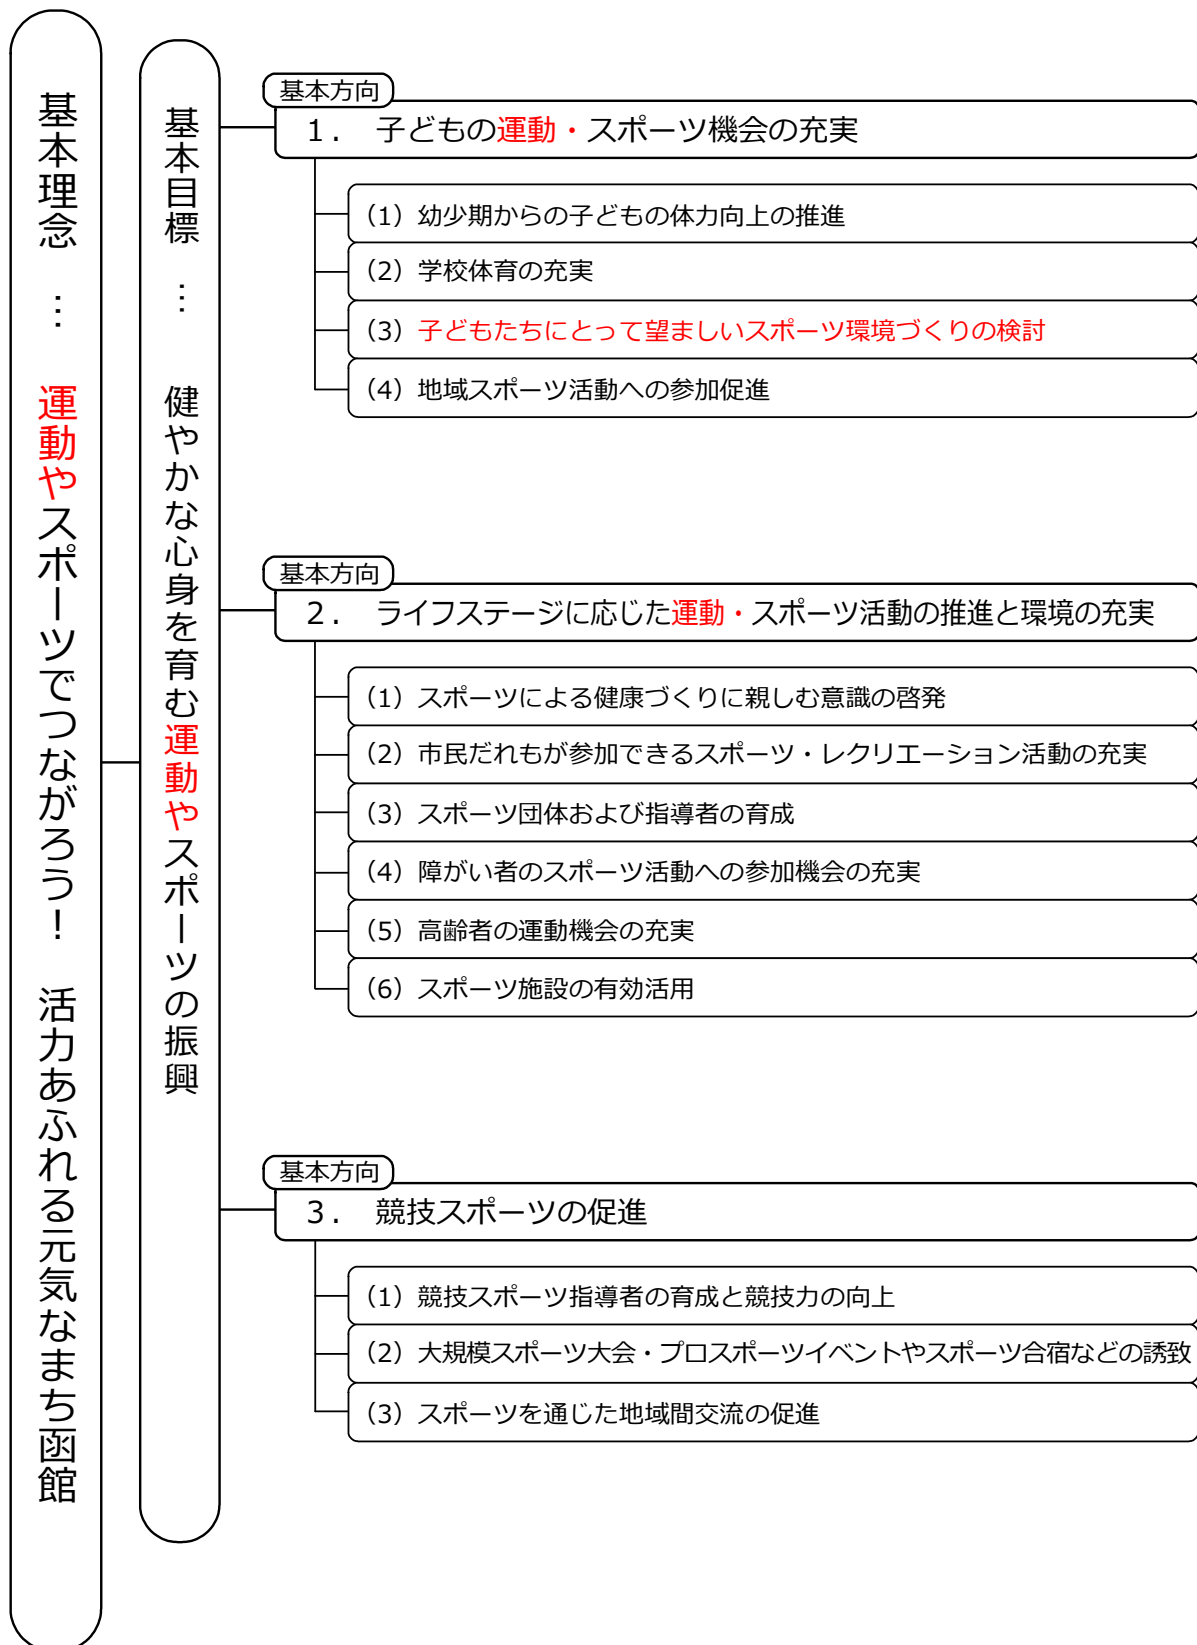 基本理念 … 運動やスポーツでつながろう！ 活力あふれる元気なまち函館
基本目標 … 健やかな心身を育む運動やスポーツの振興
基本方向
１． 子どもの運動・スポーツ機会の充実
（1）幼少期からの子どもの体力向上の推進
（2）学校体育の充実
（3）子どもたちにとって望ましいスポーツ環境づくりの検討
（4）地域スポーツ活動への参加促進
基本方向
２． ライフステージに応じた運動・スポーツ活動の推進と環境の充実
（1）スポーツによる健康づくりに親しむ意識の啓発
（2）市民だれもが参加できるスポーツ・レクリエーション活動の充実
（3）スポーツ団体および指導者の育成
（4）障がい者のスポーツ活動への参加機会の充実
（5）高齢者の運動機会の充実
（6）スポーツ施設の有効活用
基本方向
３． 競技スポーツの促進
（1）競技スポーツ指導者の育成と競技力の向上
（2）大規模スポーツ大会・プロスポーツイベントやスポーツ合宿などの誘致
（3）スポーツを通じた地域間交流の促進